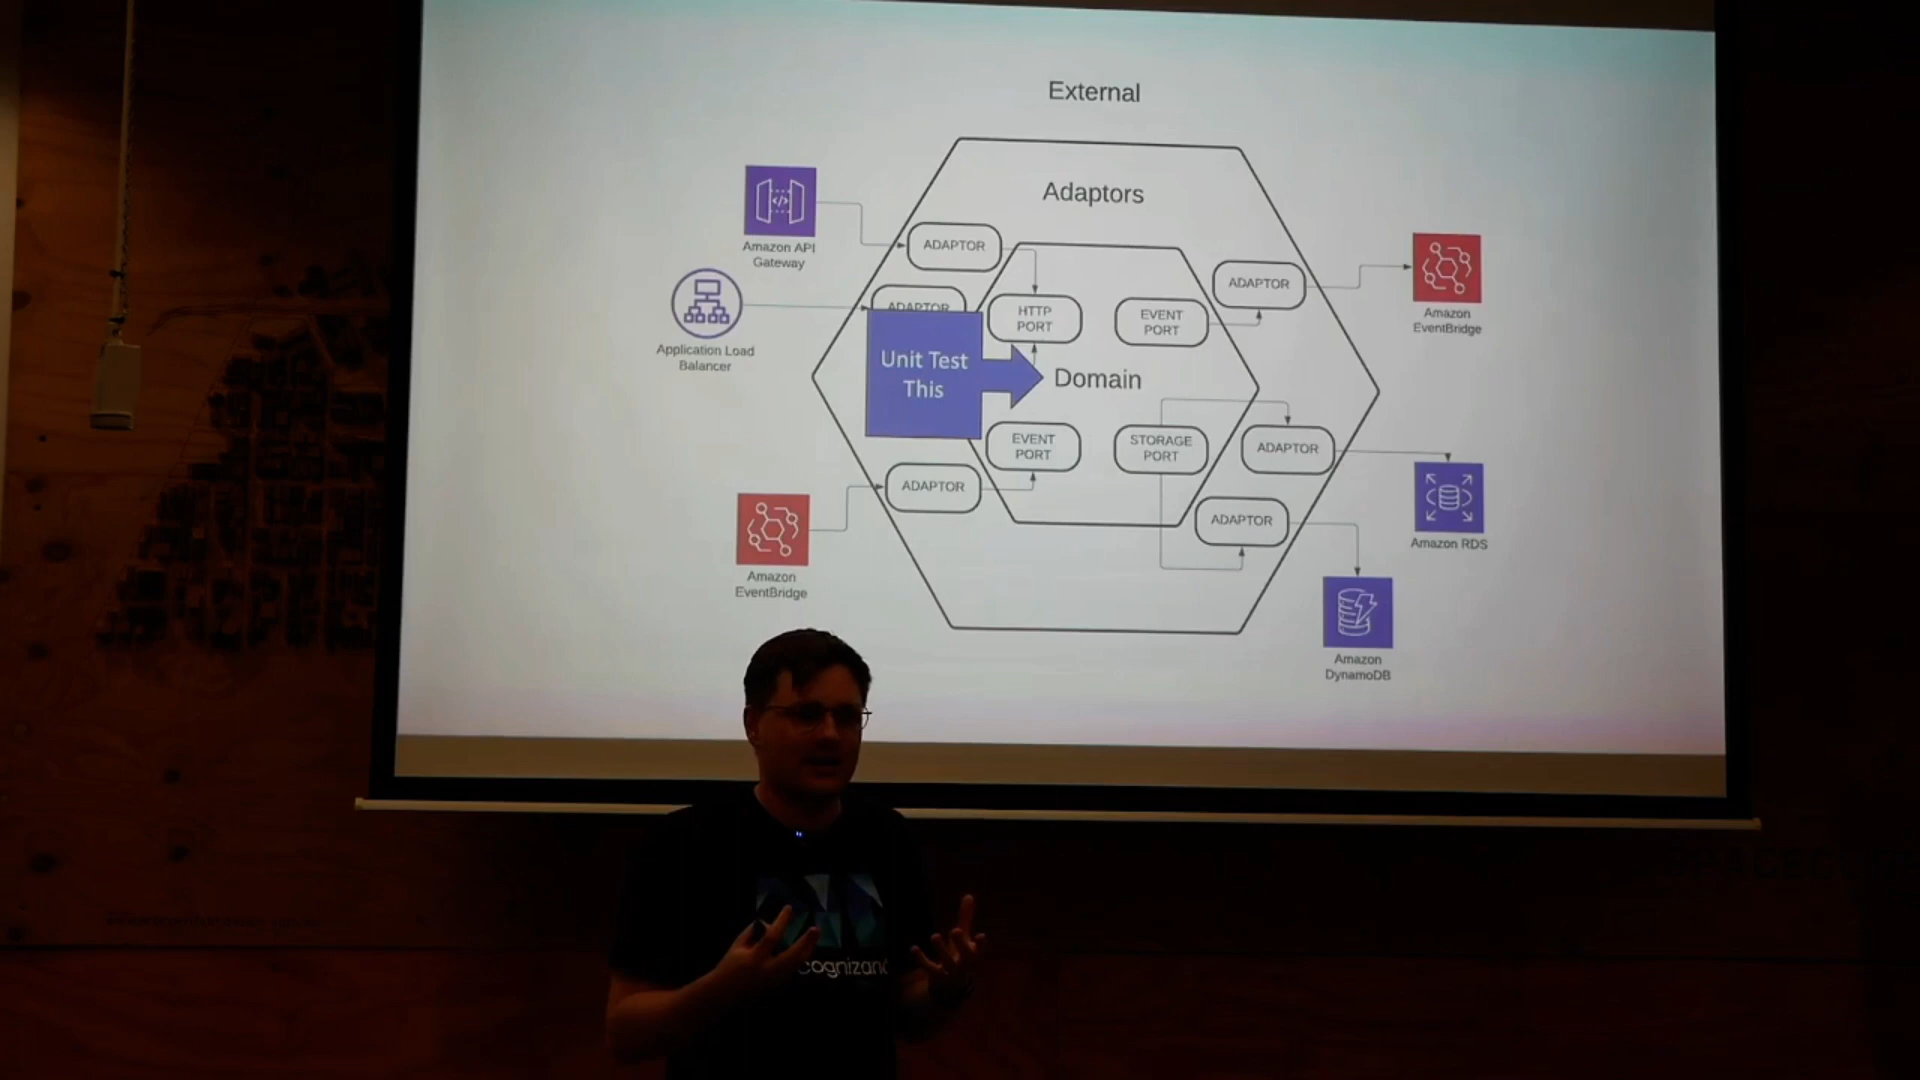 External
Adaptors
Amazon API
Gateway
ADAPTOR
ADAPTOR
Application Load
Balancer
HTTP
PORT
EVENT
PORT
ADAPTOR
Amazon
EventBridge
Unit Test
This
Domain
EVENT
PORT
STORAGE
PORT
ADAPTOR
ADAPTOR
ADAPTOR
Amazon
EventBridge
Amazon RDS
Amazon
DynamoDB
cognizant